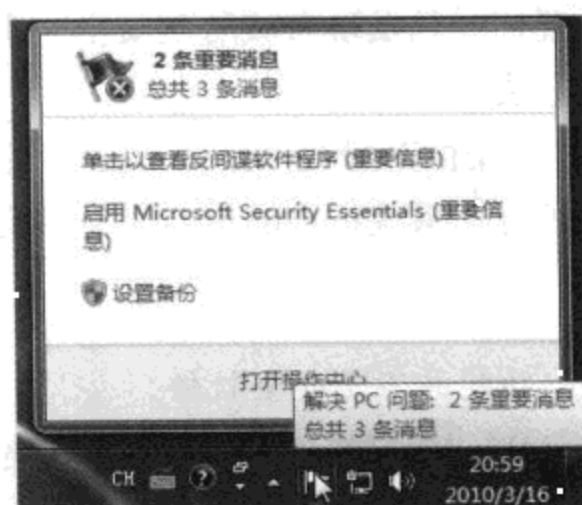 2 条重要消息
总共 3 条消息
单击以查看反间谍软件程序 (重要信息)
启用 Microsoft Security Essentials (重要信
息)
设置备份
打开操作中心
解决 PC 问题: 2 条重要消息
总共 3 条消息
CH
20:59
2010/3/16